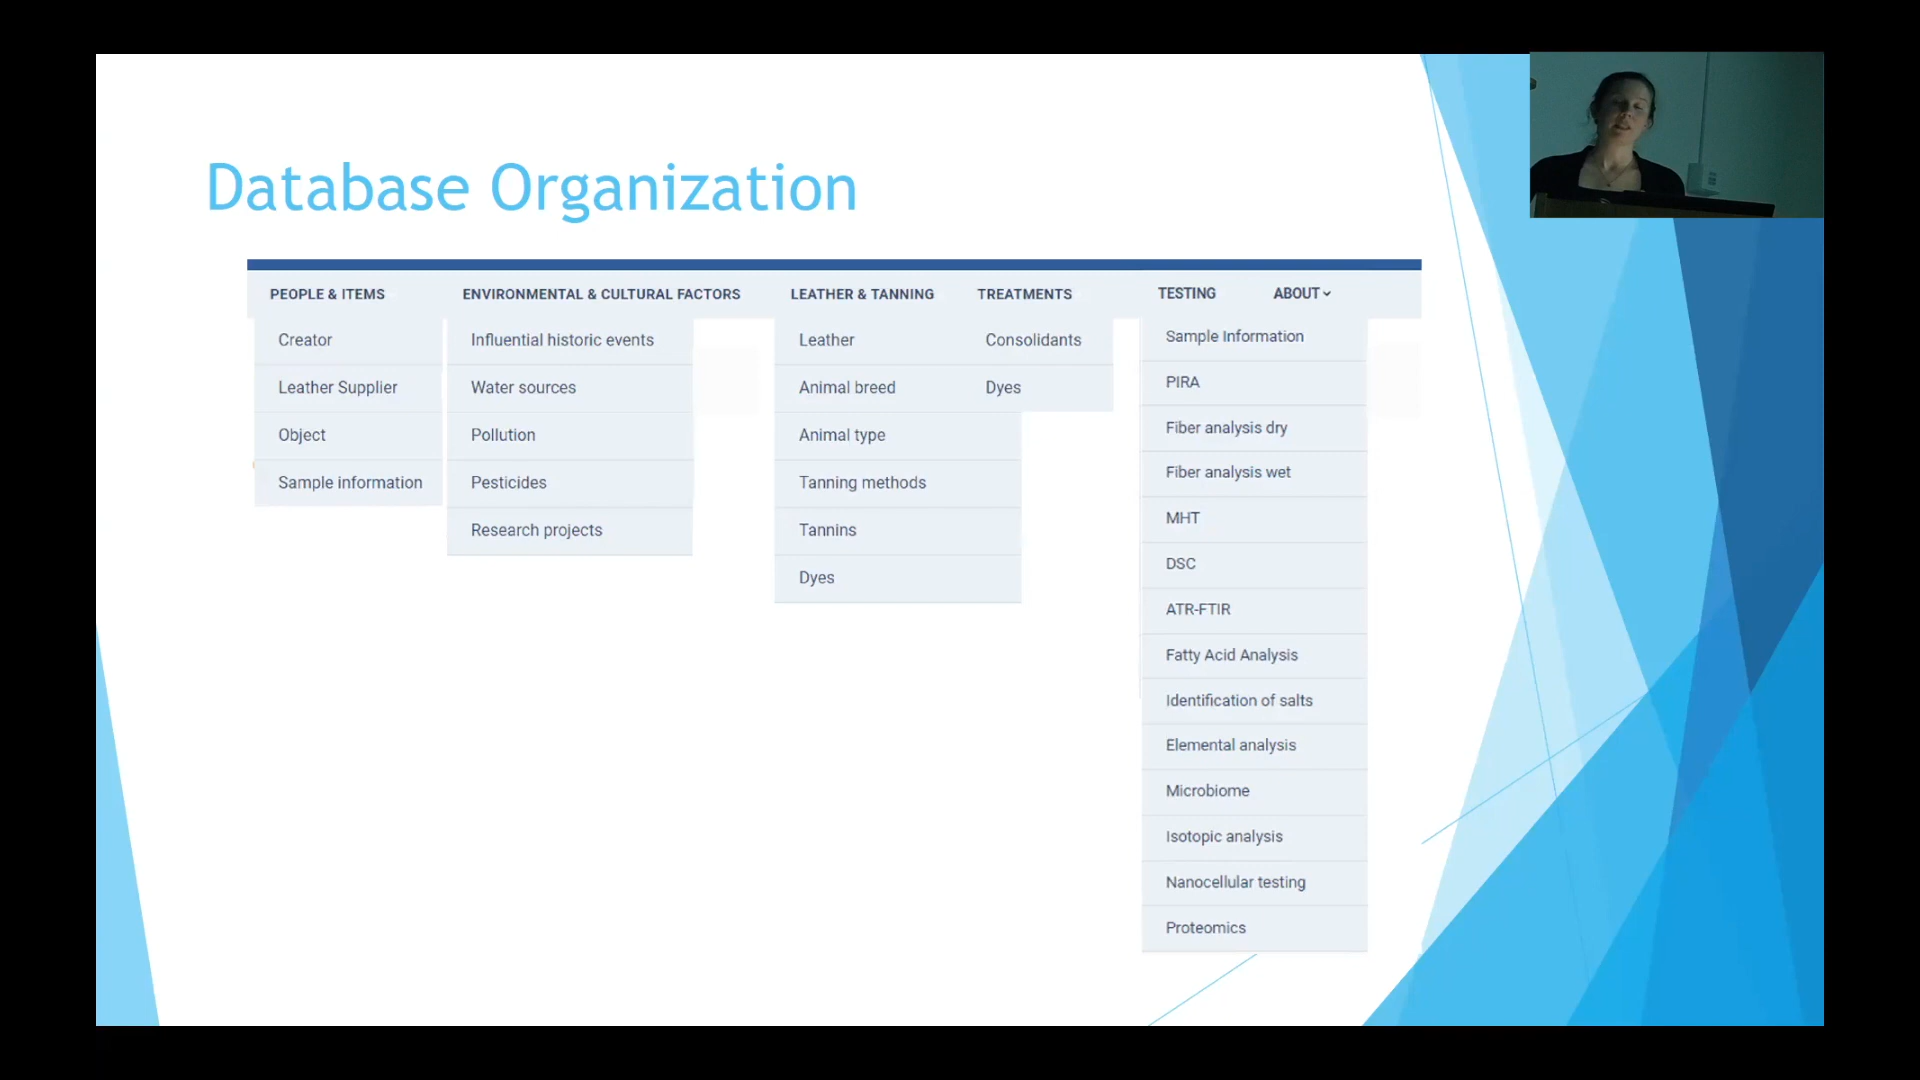 Database Organization
PEOPLE & ITEMS
Creator
Leather Supplier
Object
Sample information
ENVIRONMENTAL & CULTURAL FACTORS
Influential historic events
Water sources
Pollution
Pesticides
Research projects
LEATHER & TANNING
Leather
Animal breed
Animal type
Tanning methods
Tannins
Dyes
TREATMENTS
Consolidants
Dyes
TESTING
Sample Information
PIRA
Fiber analysis dry
Fiber analysis wet
MHT
DSC
ATR-FTIR
Fatty Acid Analysis
Identification of salts
Elemental analysis
Microbiome
Isotopic analysis
Nanocellular testing
Proteomics
ABOUT